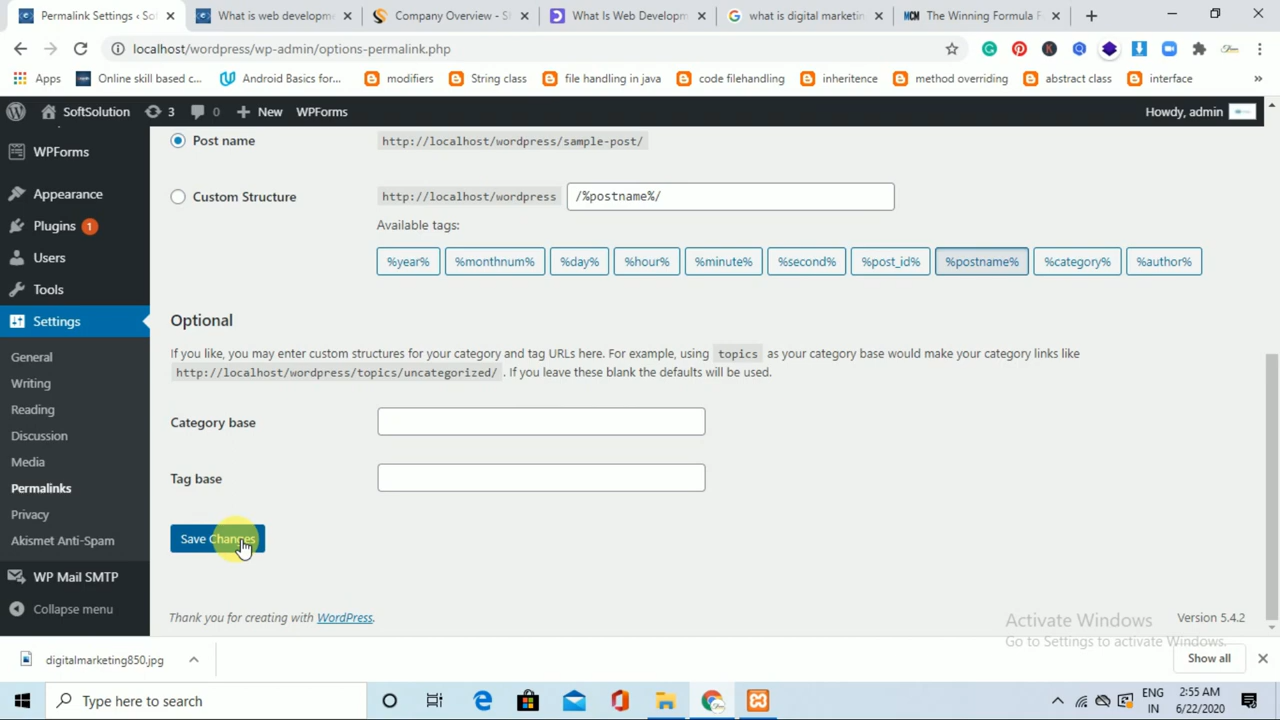 Permalink Settings ‹ Sof
What is web developme
Company Overview - S
What Is Web Developm
what is digital marketin
MCM The Winning Formula F
localhost/wordpress/wp-admin/options-permalink.php
Apps
Online skill based c...
Android Basics for...
modifiers
String class
file handling in java
code filehandling
inheritence
method overriding
abstract class
interface
»
SoftSolution 3 0 New WPForms Howdy, admin
WPForms
Appearance
Plugins 1
Users
Tools
Settings
General
Writing
Reading
Discussion
Media
Permalinks
Privacy
Akismet Anti-Spam
WP Mail SMTP
Collapse menu
Post name http://localhost/wordpress/sample-post/
Custom Structure http://localhost/wordpress /%postname%/
Available tags:
%year% %monthnum% %day% %hour% %minute% %second% %post_id% %postname% %category% %author%
Optional
If you like, you may enter custom structures for your category and tag URLs here. For example, using topics as your category base would make your category links like
http://localhost/wordpress/topics/uncategorized/ . If you leave these blank the defaults will be used.
Category base
Tag base
Save Changes
Thank you for creating with WordPress.
Version 5.4.2
Activate Windows
Go to Settings to activate Windows.
digitalmarketing850.jpg
Show all
Type here to search
ENG
IN
2:55 AM
6/22/2020